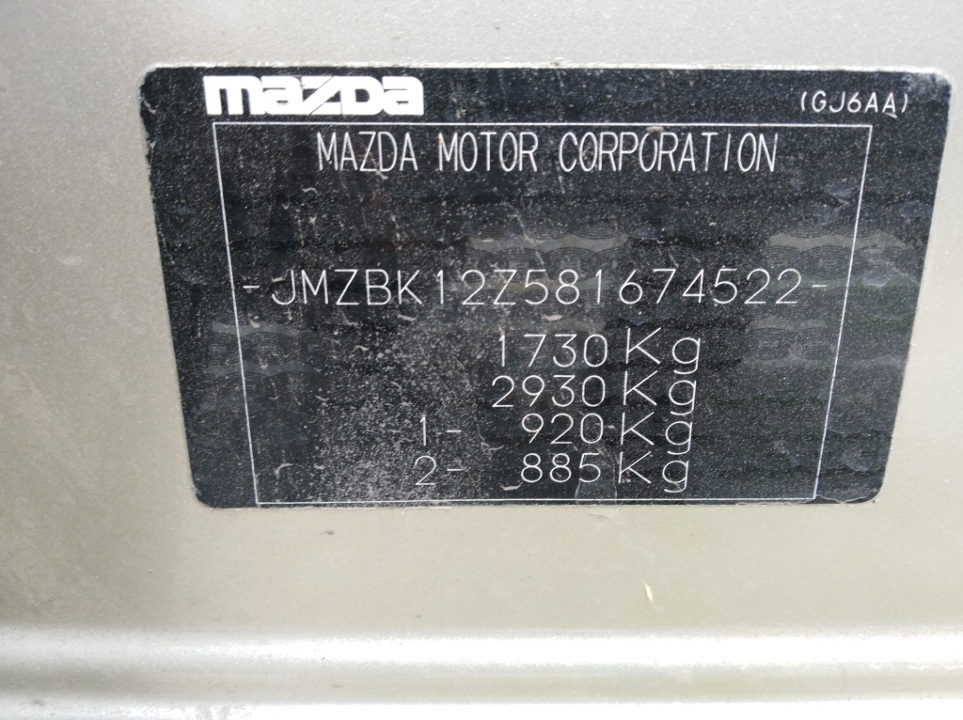 mazda
(GJ6AA)
MAZDA MOTOR CORPORATION
-JMZBK12Z581674522-
1730 Kg
2930 Kg
1- 920 Kg
2- 885 Kg